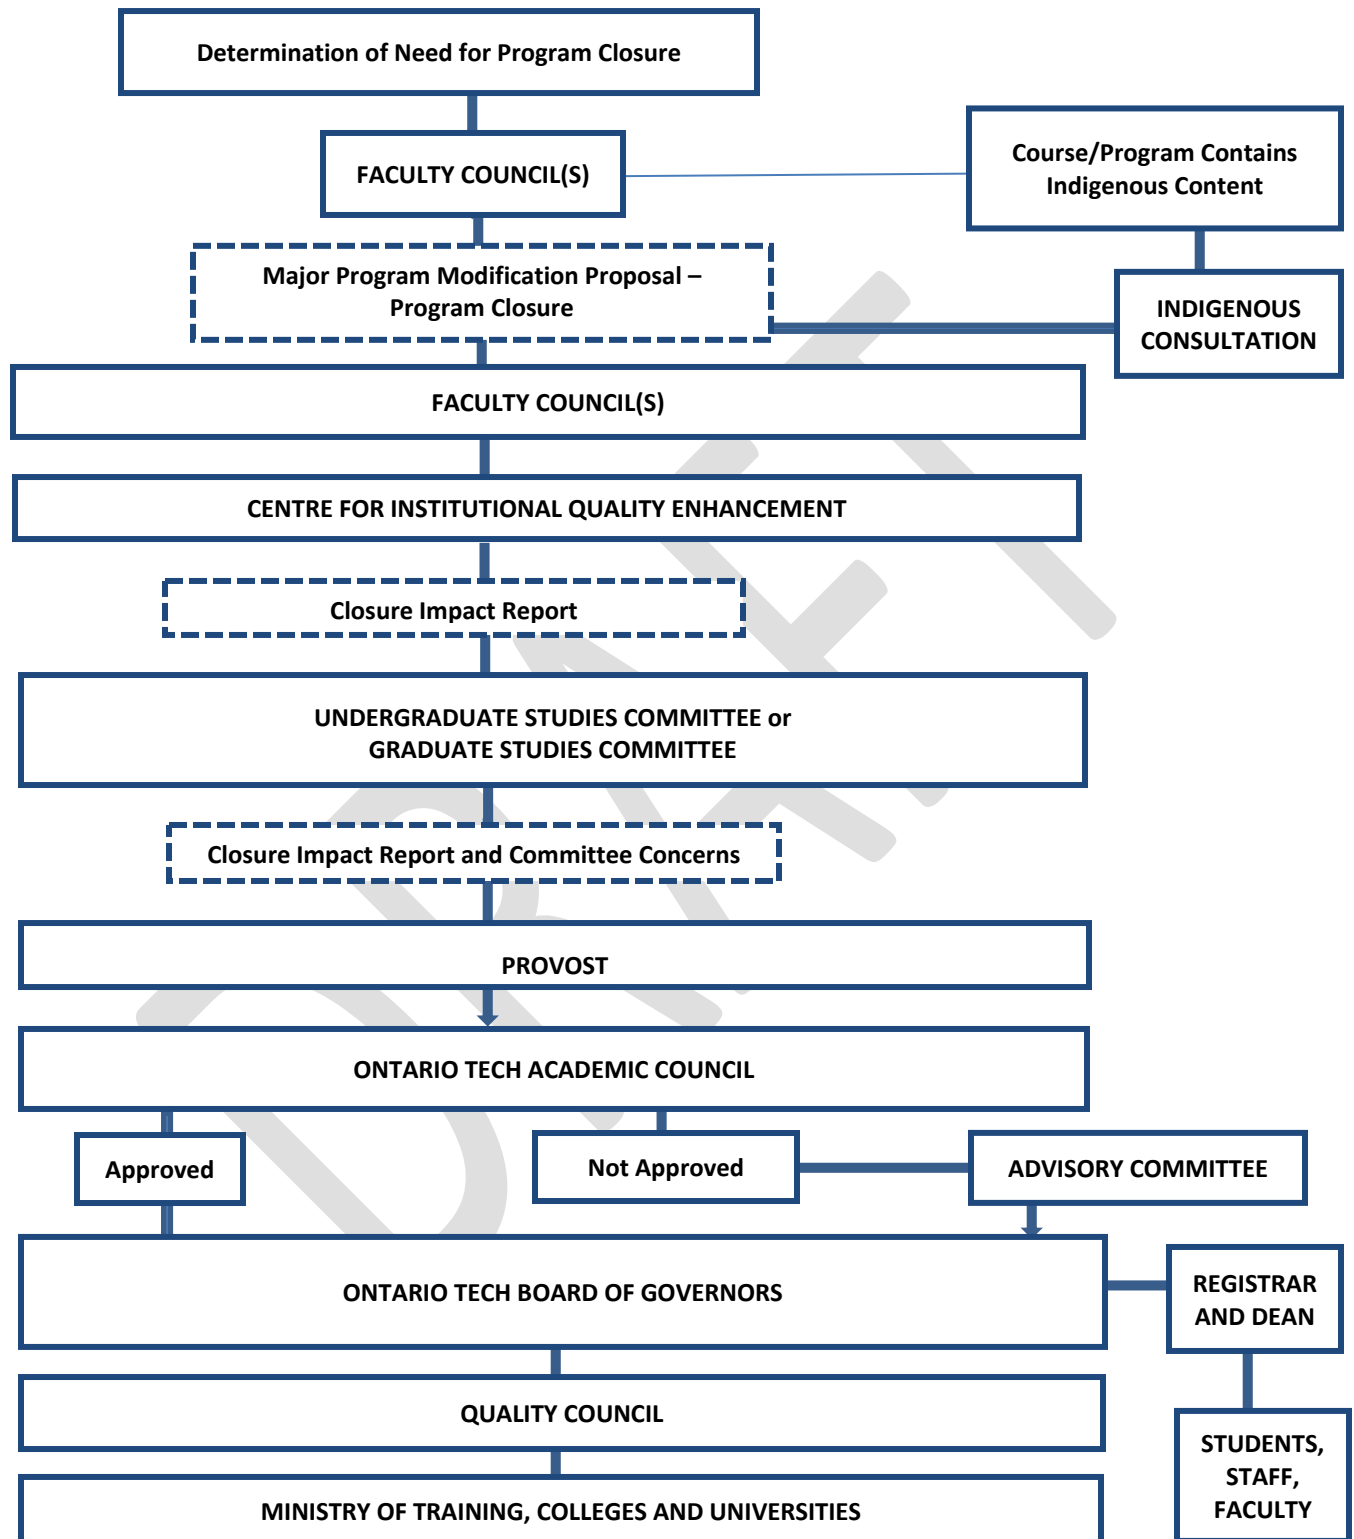 Determination of Need for Program Closure
FACULTY COUNCIL(S)
Course/Program Contains
Indigenous Content
Major Program Modification Proposal –
Program Closure
INDIGENOUS
CONSULTATION
FACULTY COUNCIL(S)
CENTRE FOR INSTITUTIONAL QUALITY ENHANCEMENT
Closure Impact Report
UNDERGRADUATE STUDIES COMMITTEE or
GRADUATE STUDIES COMMITTEE
Closure Impact Report and Committee Concerns
PROVOST
ONTARIO TECH ACADEMIC COUNCIL
Approved
Not Approved
ADVISORY COMMITTEE
ONTARIO TECH BOARD OF GOVERNORS
REGISTRAR
AND DEAN
QUALITY COUNCIL
STUDENTS,
STAFF,
FACULTY
MINISTRY OF TRAINING, COLLEGES AND UNIVERSITIES
DRAFT